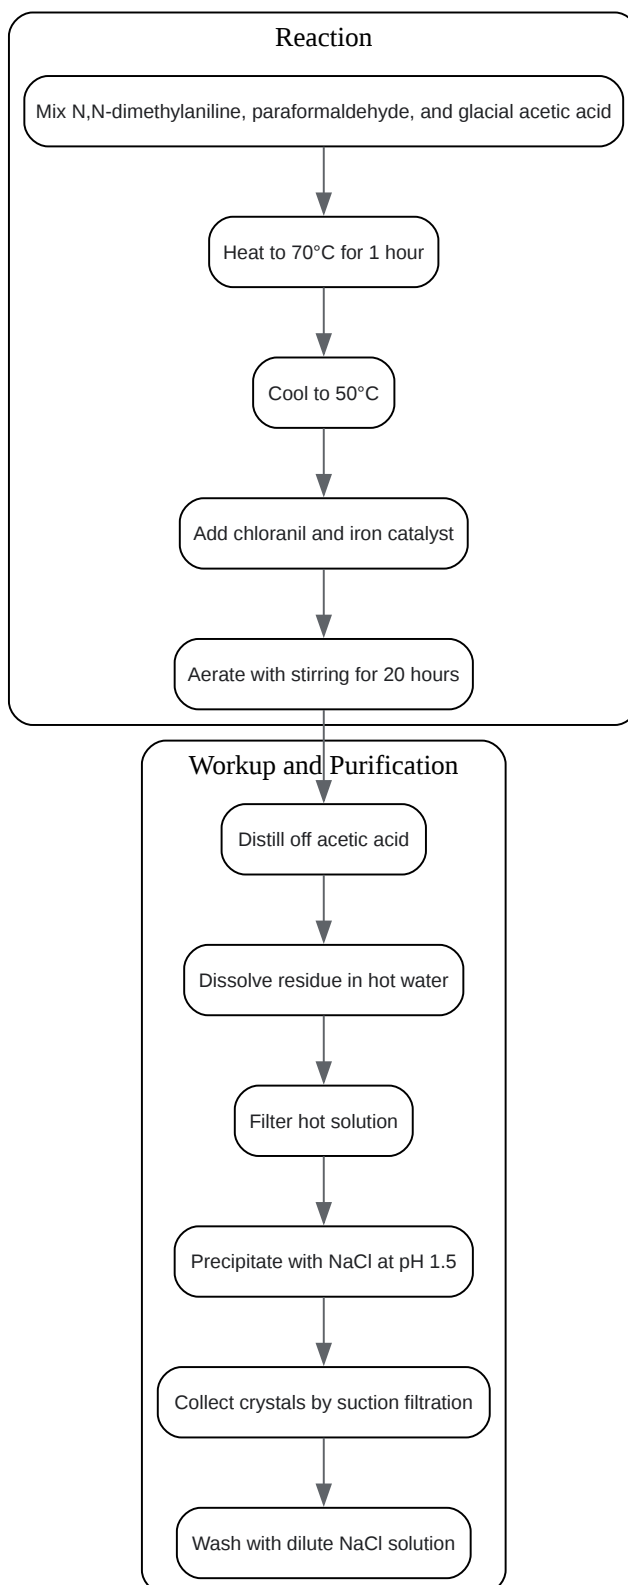 Reaction
Mix N,N-dimethylaniline, paraformaldehyde, and glacial acetic acid
Heat to 70°C for 1 hour
Cool to 50°C
Add chloranil and iron catalyst
Aerate with stirring for 20 hours
Workup and Purification
Distill off acetic acid
Dissolve residue in hot water
Filter hot solution
Precipitate with NaCl at pH 1.5
Collect crystals by suction filtration
Wash with dilute NaCl solution